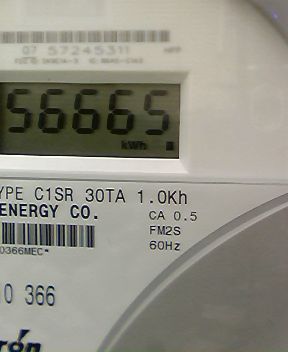 07 57245311
56665
kWh
YPE C1SR 30TA 1.0Kh
ENERGY CO.
CA 0.5
FM2S
60Hz
0366MEC*
0 366
rón